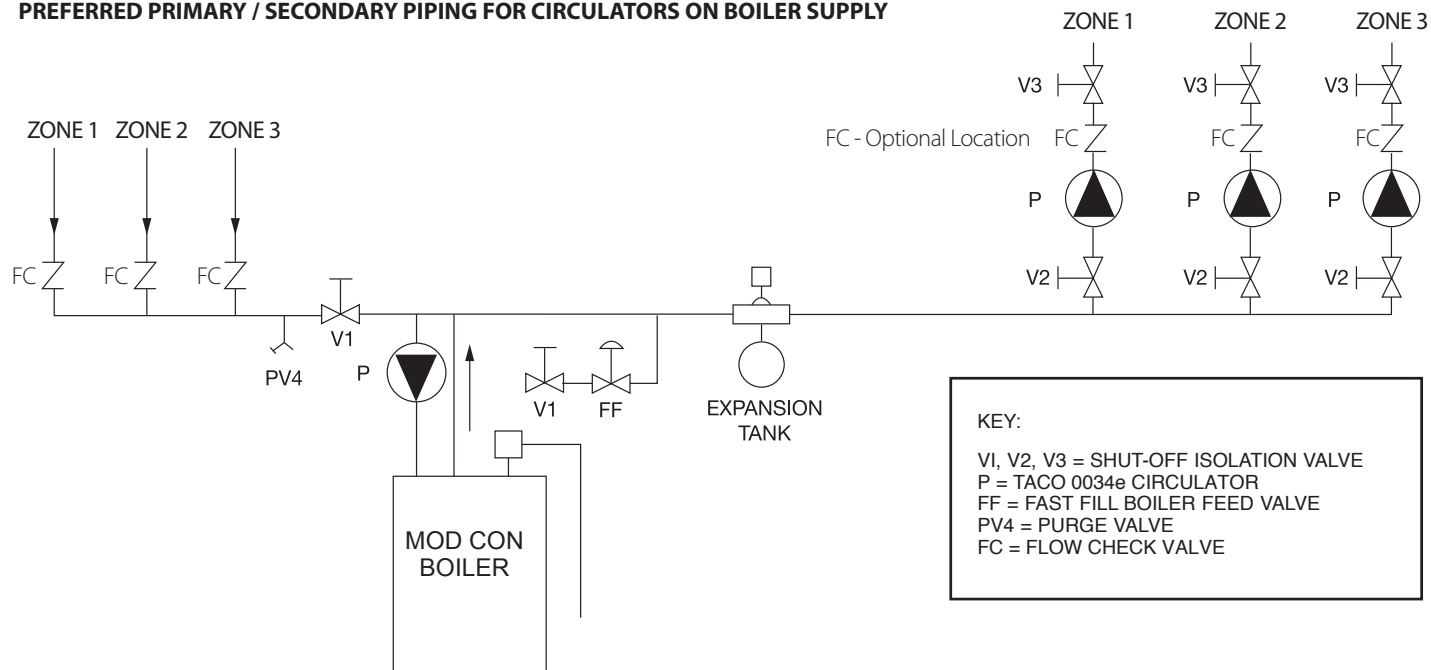 PREFERRED PRIMARY / SECONDARY PIPING FOR CIRCULATORS ON BOILER SUPPLY
ZONE 1 ZONE 2 ZONE 3
V3 V3 V3
ZONE 1 ZONE 2 ZONE 3
FC - Optional Location FC FC FC
P P P
FC FC FC
V2 V2 V2
V1
PV4
P
V1 FF
EXPANSION
TANK
MOD CON
BOILER
KEY:
VI, V2, V3 = SHUT-OFF ISOLATION VALVE
P = TACO 0034e CIRCULATOR
FF = FAST FILL BOILER FEED VALVE
PV4 = PURGE VALVE
FC = FLOW CHECK VALVE